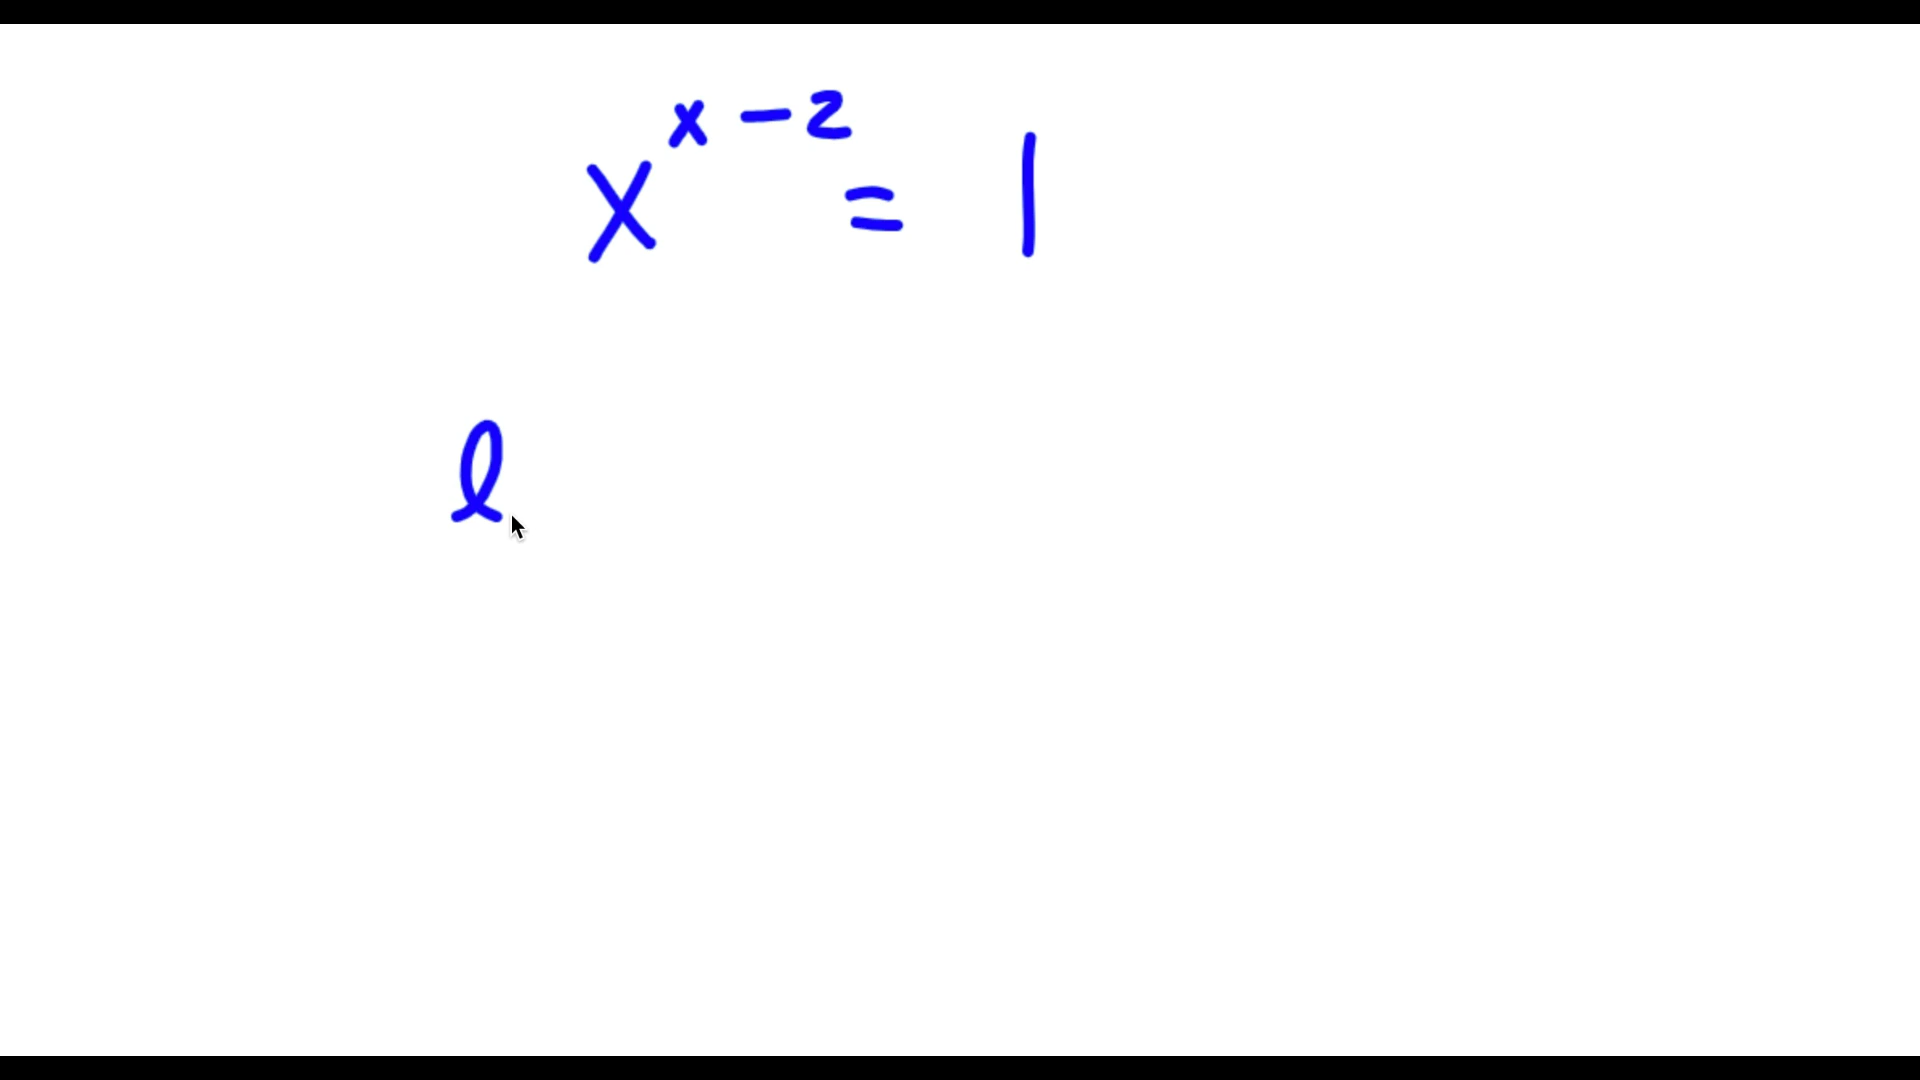 x^{x-2} = 1
l